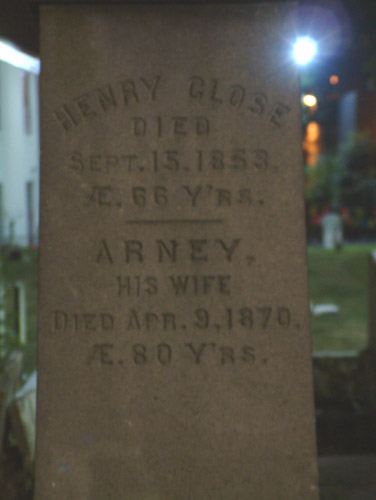 HENRY CLOSE
DIED
SEPT. 15, 1853.
Æ. 66 Y'RS.
ARNEY,
HIS WIFE
DIED APR. 9, 1870.
Æ. 80 Y'RS.